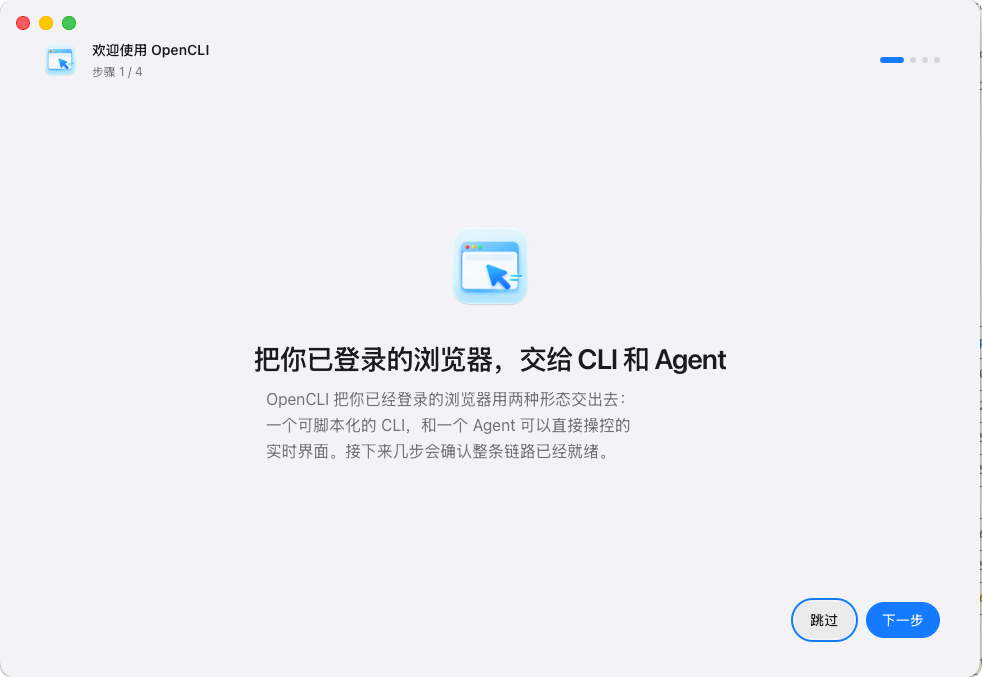 欢迎使用 OpenCLI
步骤 1 / 4
把你已登录的浏览器，交给 CLI 和 Agent
OpenCLI 把你已经登录的浏览器用两种形态交出去：
一个可脚本化的 CLI，和一个 Agent 可以直接操控的
实时界面。接下来几步会确认整条链路已经就绪。
跳过
下一步